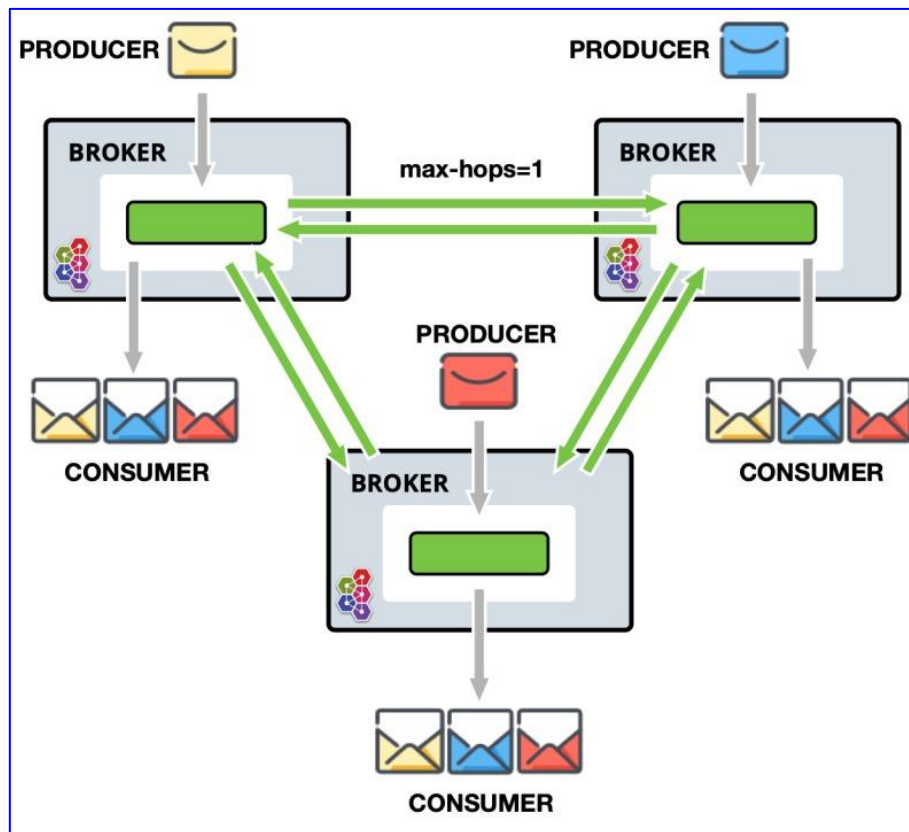 PRODUCER
PRODUCER
BROKER
max-hops=1
BROKER
PRODUCER
CONSUMER
CONSUMER
BROKER
CONSUMER